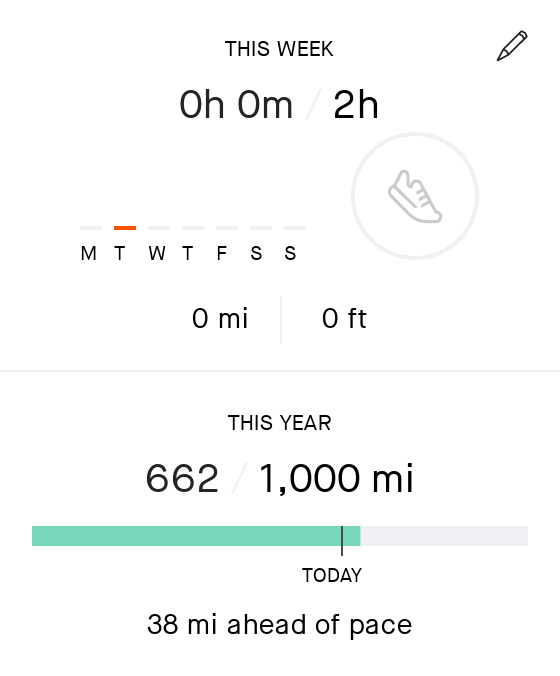 THIS WEEK
0h 0m / 2h
M T W T F S S
0 mi 0 ft
THIS YEAR
662 / 1,000 mi
TODAY
38 mi ahead of pace